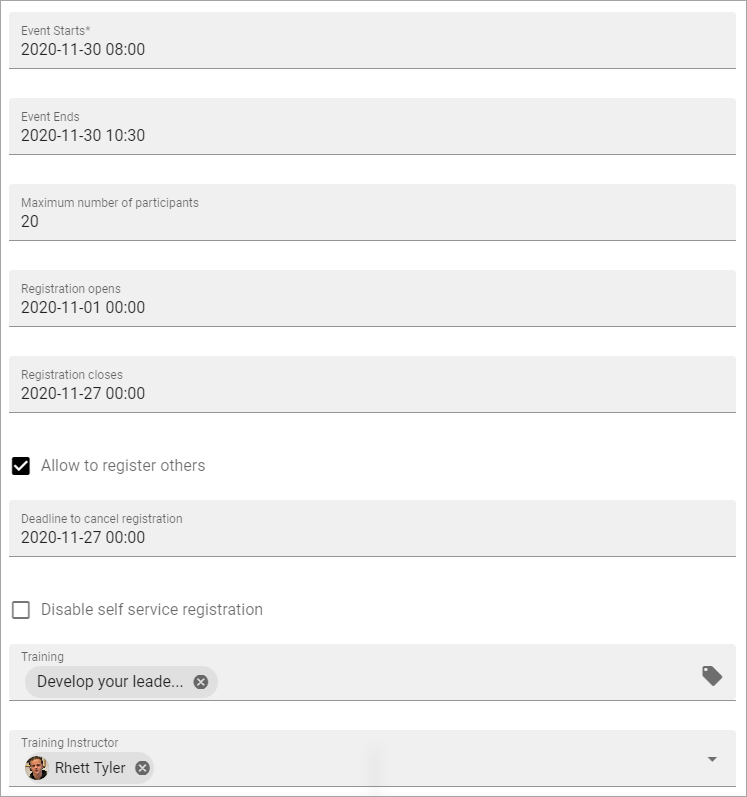 Event Starts*
2020-11-30 08:00
Event Ends
2020-11-30 10:30
Maximum number of participants
20
Registration opens
2020-11-01 00:00
Registration closes
2020-11-27 00:00
Allow to register others
Deadline to cancel registration
2020-11-27 00:00
Disable self service registration
Training
Develop your leade...
Training Instructor
Rhett Tyler